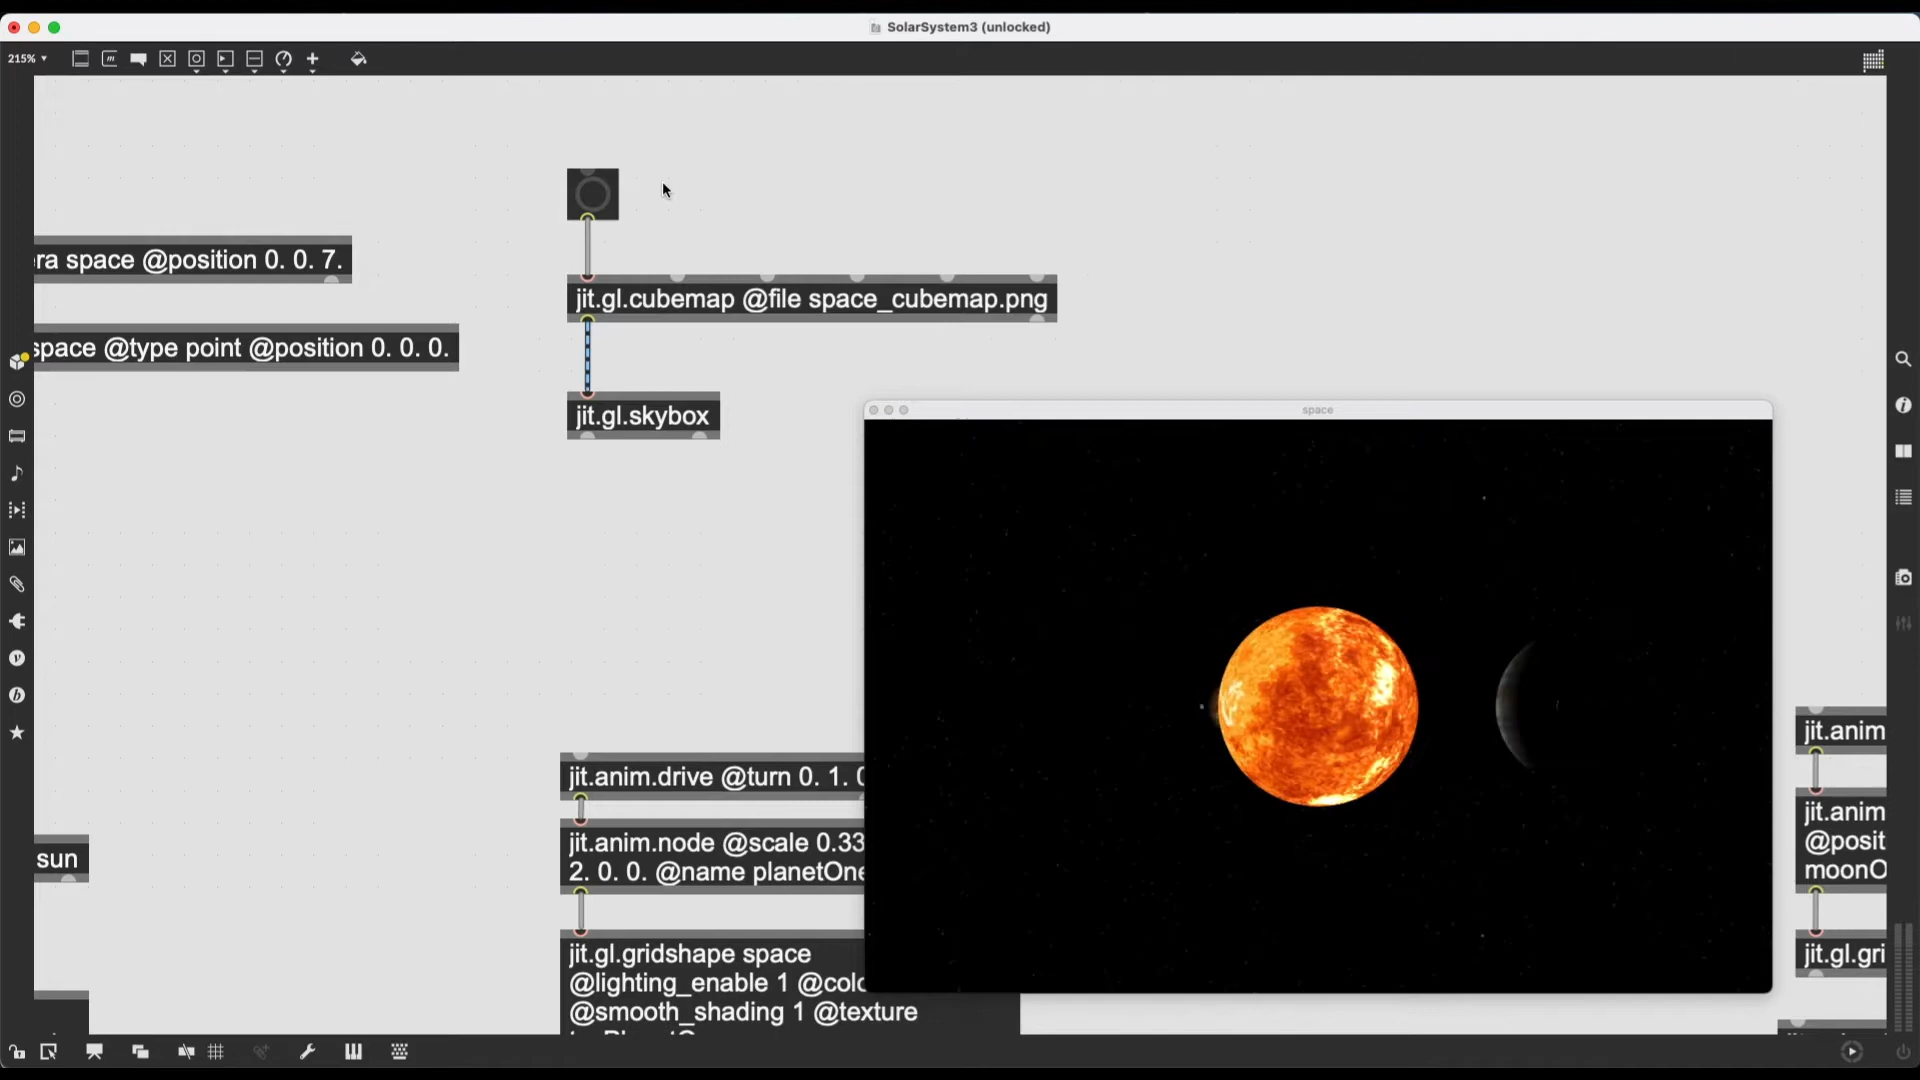 SolarSystem3 (unlocked)
215%
era space @position 0. 0. 7.
space @type point @position 0. 0. 0.
jit.gl.cubemap @file space_cubemap.png
jit.gl.skybox
space
sun
jit.anim.drive @turn 0. 1. 0
jit.anim.node @scale 0.33
2. 0. 0. @name planetOne
jit.gl.gridshape space
@lighting_enable 1 @colo
@smooth_shading 1 @texture
jit.anim
jit.anim
@posit
moonO
jit.gl.gri